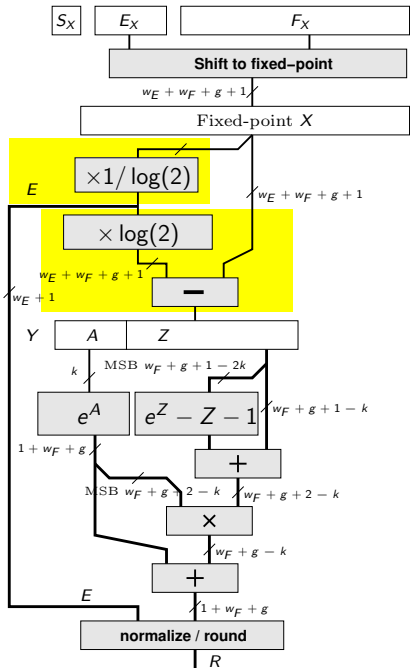 S_X E_X F_X
Shift to fixed–point
w_E + w_F + g + 1
Fixed-point X
×1/ log(2)
E
w_E + w_F + g + 1
× log(2)
w_E + w_F + g + 1
w_E + 1
−
Y A Z
MSB w_F + g + 1 − 2k
k
e^A e^Z − Z − 1
w_F + g + 1 − k
1 + w_F + g
+
MSB w_F + g + 2 − k
w_F + g + 2 − k
×
w_F + g − k
+
E
1 + w_F + g
normalize / round
R